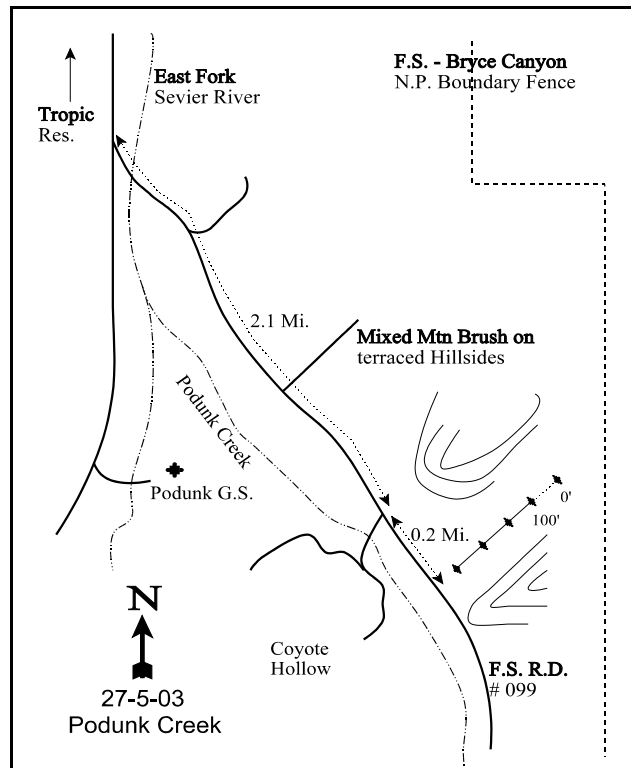 East Fork
Sevier River
F.S. - Bryce Canyon
N.P. Boundary Fence
Tropic
Res.
2.1 Mi.
Mixed Mtn Brush on
terraced Hillsides
Podunk Creek
Podunk G.S.
0'
100'
0.2 Mi.
N
Coyote
Hollow
F.S. R.D.
# 099
27-5-03
Podunk Creek